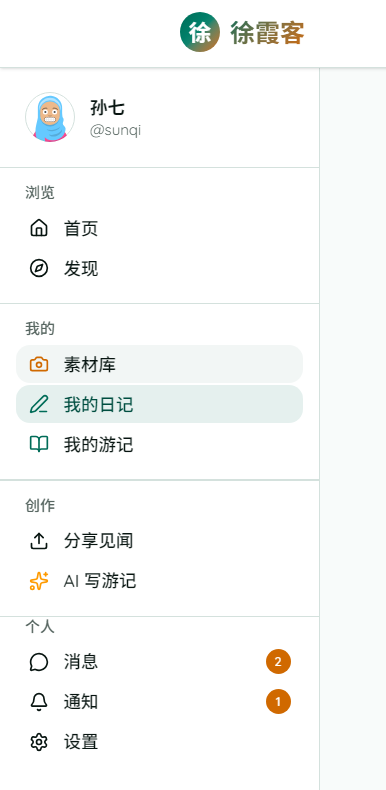 徐 徐霞客
孙七
@sunqi
浏览
首页
发现
我的
素材库
我的日记
我的游记
创作
分享见闻
AI 写游记
个人
消息 2
通知 1
设置